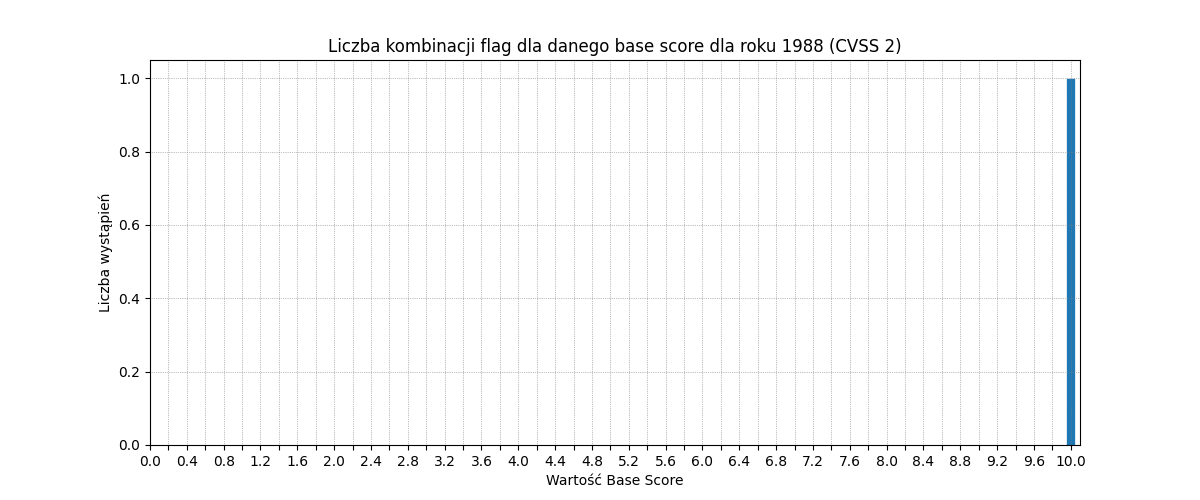 Liczba kombinacji flag dla danego base score dla roku 1988 (CVSS 2)
Liczba wystąpień
1.0
0.8
0.6
0.4
0.2
0.0
0.0 0.4 0.8 1.2 1.6 2.0 2.4 2.8 3.2 3.6 4.0 4.4 4.8 5.2 5.6 6.0 6.4 6.8 7.2 7.6 8.0 8.4 8.8 9.2 9.6 10.0
Wartość Base Score